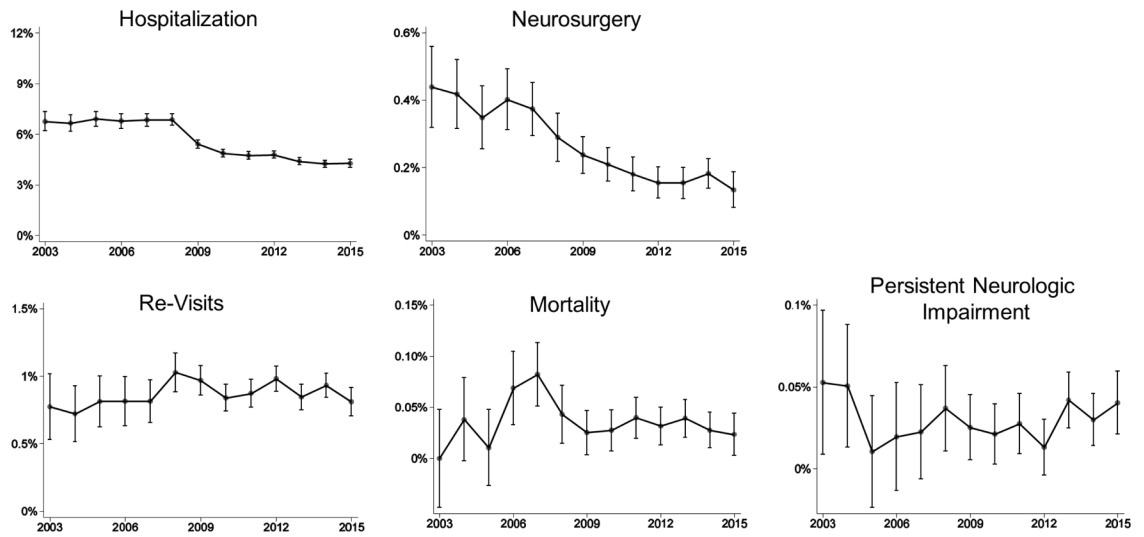 Hospitalization
12%
9%
6%
3%
0%
2003 2006 2009 2012 2015
Neurosurgery
0.6%
0.4%
0.2%
0%
2003 2006 2009 2012 2015
Re-Visits
1.5%
1%
0.5%
0%
2003 2006 2009 2012 2015
Mortality
0.15%
0.10%
0.05%
0%
2003 2006 2009 2012 2015
Persistent Neurologic
Impairment
0.1%
0.05%
0%
2003 2006 2009 2012 2015